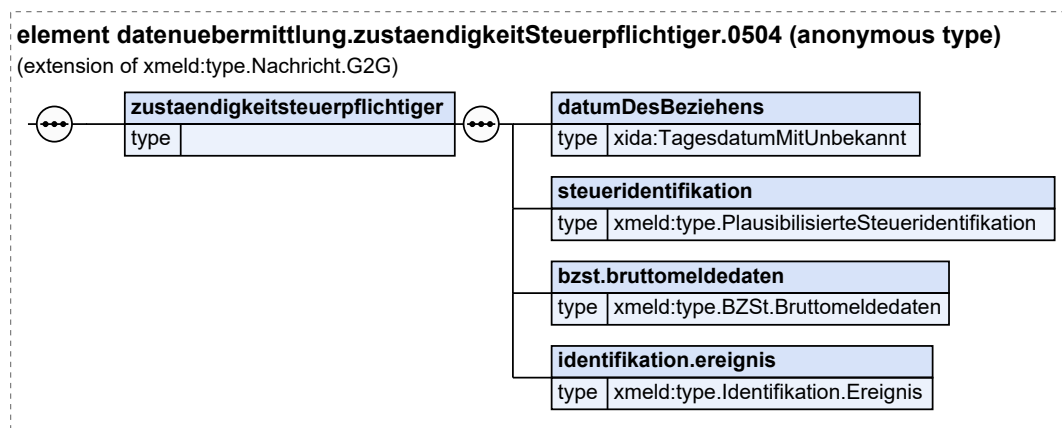 element datenuebermittlung.zustaendigkeitSteuerpflichtiger.0504 (anonymous type)
(extension of xmeld:type.Nachricht.G2G)
zustaendigkeitsteuerpflichtiger
type
datumDesBeziehens
type xida:TagesdatumMitUnbekannt
steueridentifikation
type xmeld:type.PlausibilisierteSteueridentifikation
bzst.bruttomeldedaten
type xmeld:type.BZSt.Bruttomeldedaten
identifikation.ereignis
type xmeld:type.Identifikation.Ereignis